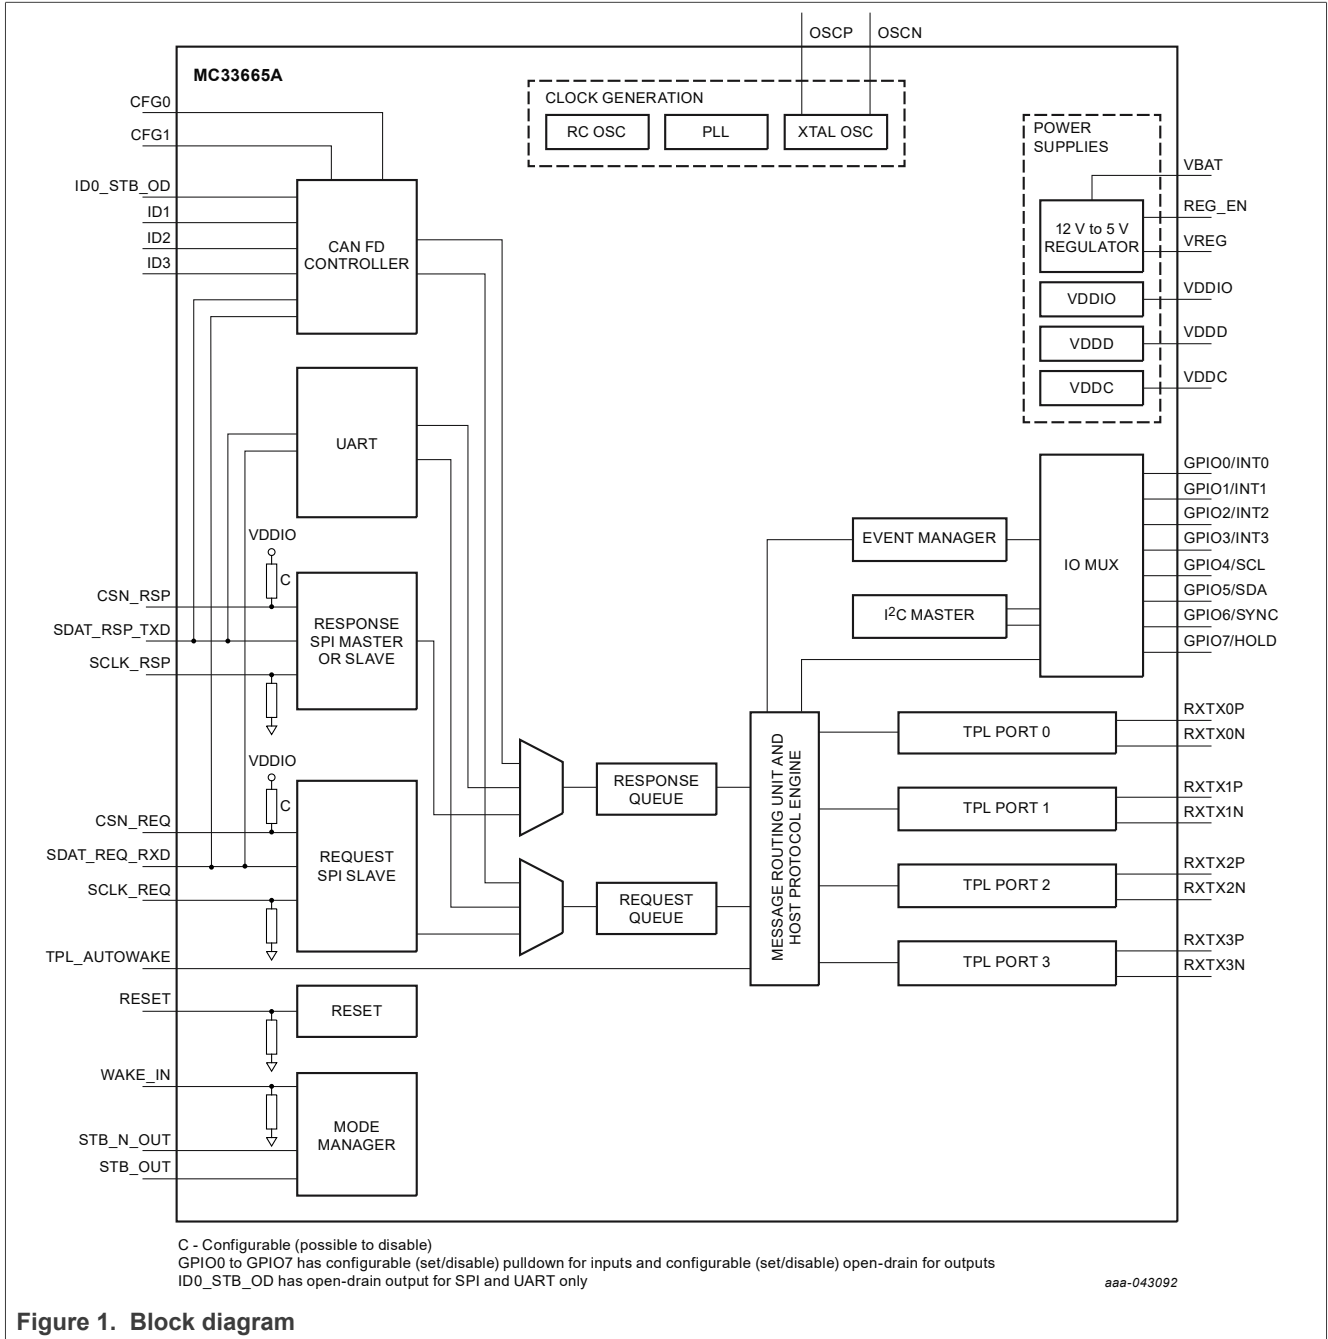 OSCP
OSCN
MC33665A
CFG0
CFG1
ID0_STB_OD
ID1
ID2
ID3
CAN FD
CONTROLLER
CLOCK GENERATION
RC OSC
PLL
XTAL OSC
POWER
SUPPLIES
12 V to 5 V
REGULATOR
VDDIO
VDDD
VDDC
VBAT
REG_EN
VREG
VDDIO
VDDD
VDDC
UART
VDDIO
C
CSN_RSP
SDAT_RSP_TXD
SCLK_RSP
RESPONSE
SPI MASTER
OR SLAVE
VDDIO
C
CSN_REQ
SDAT_REQ_RXD
SCLK_REQ
REQUEST
SPI SLAVE
TPL_AUTOWAKE
RESET
RESET
WAKE_IN
STB_N_OUT
STB_OUT
MODE
MANAGER
RESPONSE
QUEUE
REQUEST
QUEUE
MESSAGE ROUTING UNIT AND
HOST PROTOCOL ENGINE
EVENT MANAGER
I2C MASTER
IO MUX
GPIO0/INT0
GPIO1/INT1
GPIO2/INT2
GPIO3/INT3
GPIO4/SCL
GPIO5/SDA
GPIO6/SYNC
GPIO7/HOLD
TPL PORT 0
RXTX0P
RXTX0N
TPL PORT 1
RXTX1P
RXTX1N
TPL PORT 2
RXTX2P
RXTX2N
TPL PORT 3
RXTX3P
RXTX3N
C - Configurable (possible to disable)
GPIO0 to GPIO7 has configurable (set/disable) pulldown for inputs and configurable (set/disable) open-drain for outputs
ID0_STB_OD has open-drain output for SPI and UART only
aaa-043092
Figure 1. Block diagram